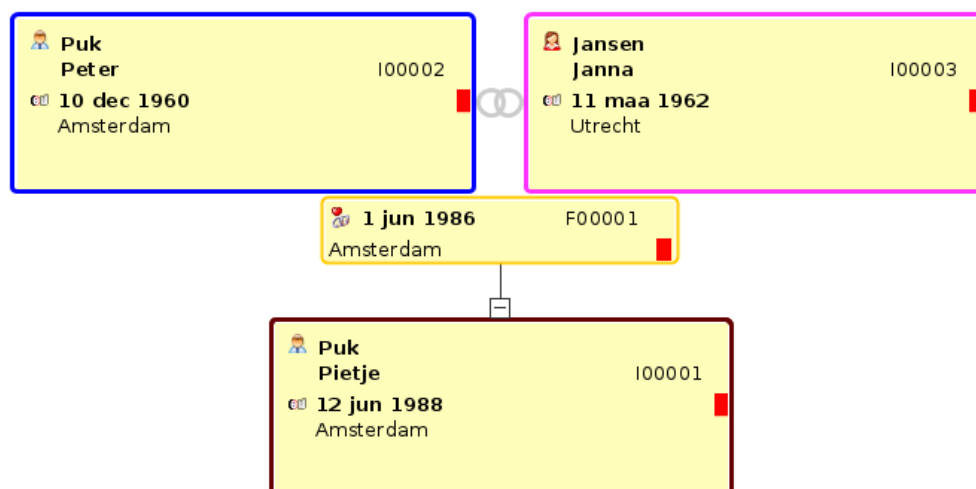 Puk
Peter I00002
10 dec 1960
Amsterdam
Jansen
Janna I00003
11 maa 1962
Utrecht
1 jun 1986 F00001
Amsterdam
Puk
Pietje I00001
12 jun 1988
Amsterdam